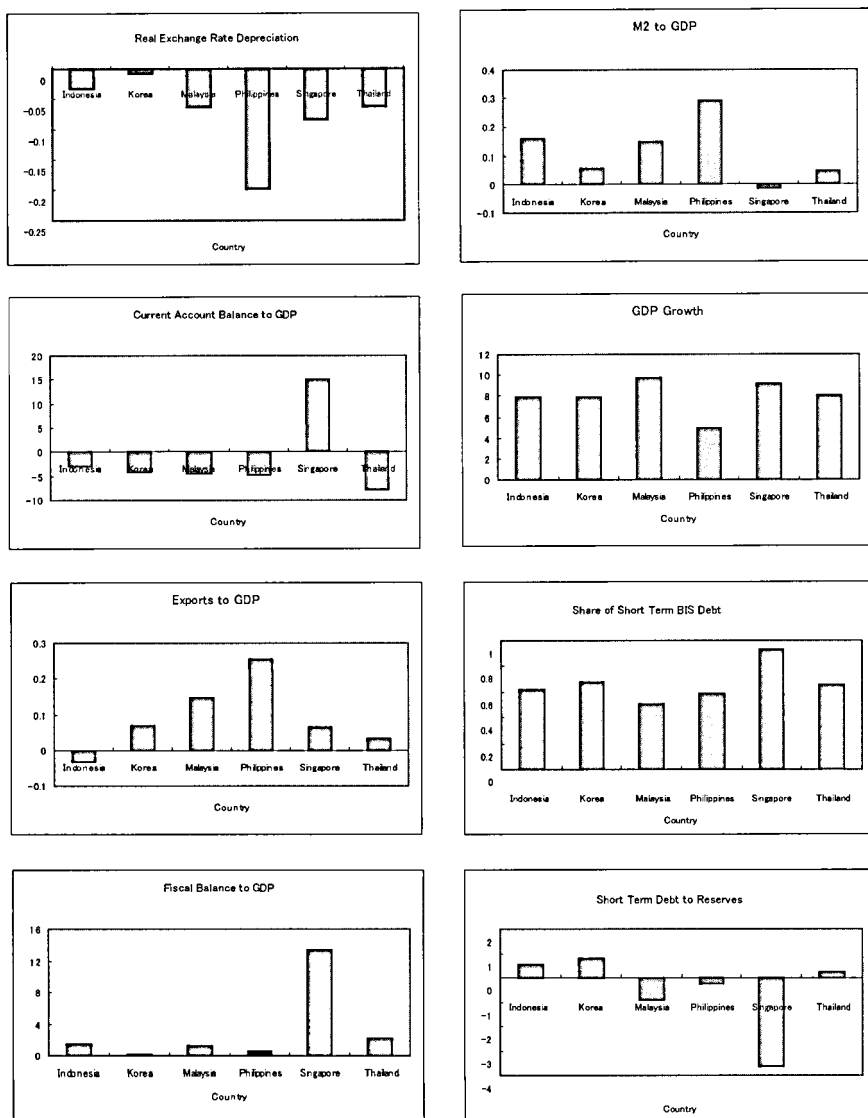 Real Exchange Rate Depreciation
0
-0.05
-0.1
-0.15
-0.2
-0.25
Indonesia Korea Malaysia Philippines Singapore Thailand
Country
M2 to GDP
0.4
0.3
0.2
0.1
0
-0.1
Indonesia Korea Malaysia Philippines Singapore Thailand
Country
Current Account Balance to GDP
20
15
10
5
0
-5
-10
Indonesia Korea Malaysia Philippines Singapore Thailand
Country
GDP Growth
12
10
8
6
4
2
0
Indonesia Korea Malaysia Philippines Singapore Thailand
Country
Exports to GDP
0.3
0.2
0.1
0
-0.1
Indonesia Korea Malaysia Philippines Singapore Thailand
Country
Share of Short Term BIS Debt
1
0.8
0.6
0.4
0.2
0
Indonesia Korea Malaysia Philippines Singapore Thailand
Country
Fiscal Balance to GDP
16
12
8
4
0
Indonesia Korea Malaysia Philippines Singapore Thailand
Country
Short Term Debt to Reserves
2
1
0
-1
-2
-3
-4
Indonesia Korea Malaysia Philippines Singapore Thailand
Country